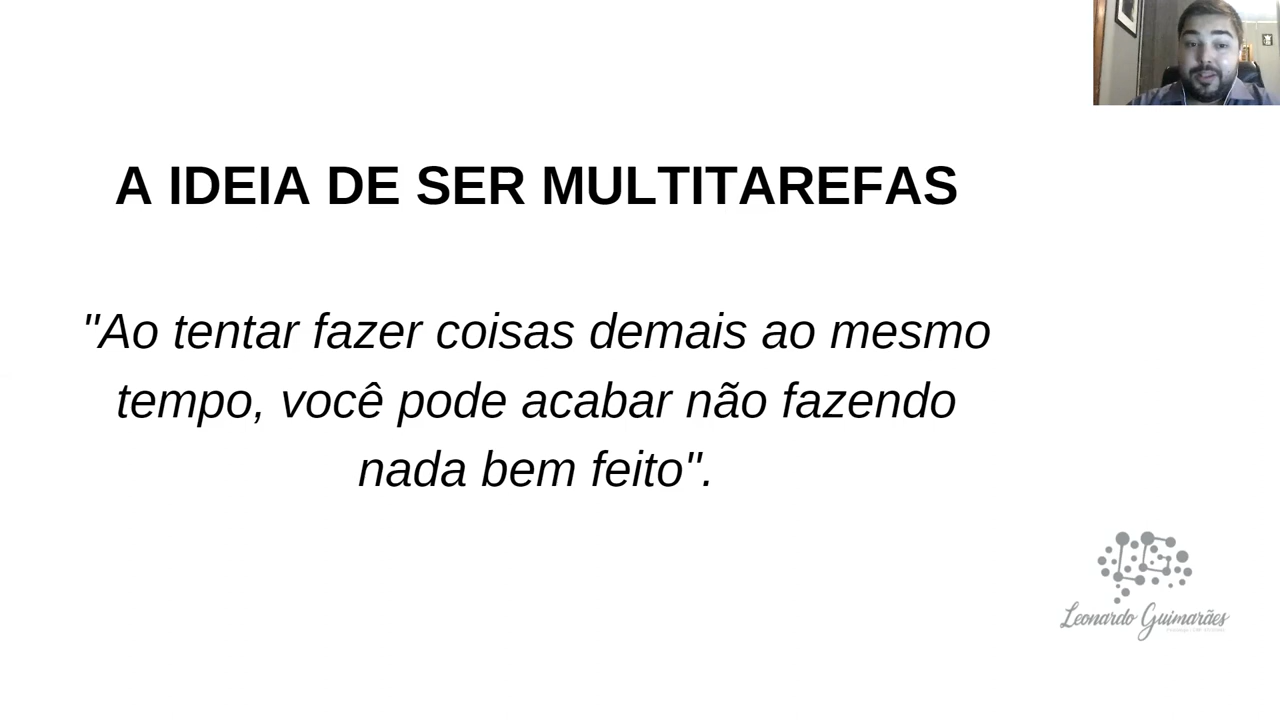 A IDEIA DE SER MULTITAREFAS
"Ao tentar fazer coisas demais ao mesmo
tempo, você pode acabar não fazendo
nada bem feito".
LG
Leonardo Guimarães